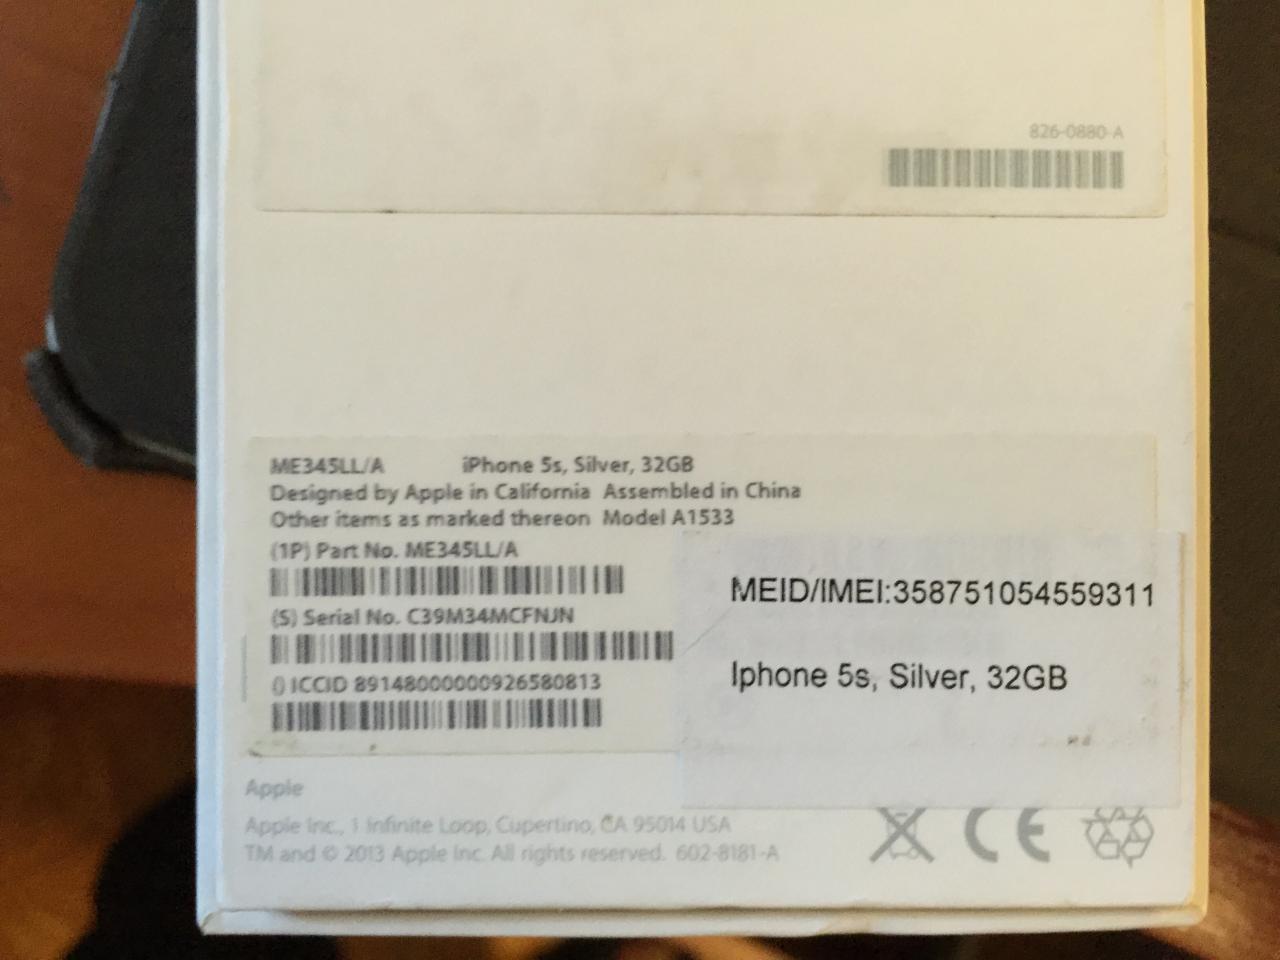 826-0880-A
ME345LL/A iPhone 5s, Silver, 32GB
Designed by Apple in California Assembled in China
Other items as marked thereon Model A1533
(1P) Part No. ME345LL/A
(S) Serial No. C39M34MCFNJN
() ICCID 89148000000926580813
MEID/IMEI:358751054559311
Iphone 5s, Silver, 32GB
Apple
Apple Inc., 1 Infinite Loop, Cupertino, CA 95014 USA
TM and © 2013 Apple Inc. All rights reserved. 602-8181-A
CE